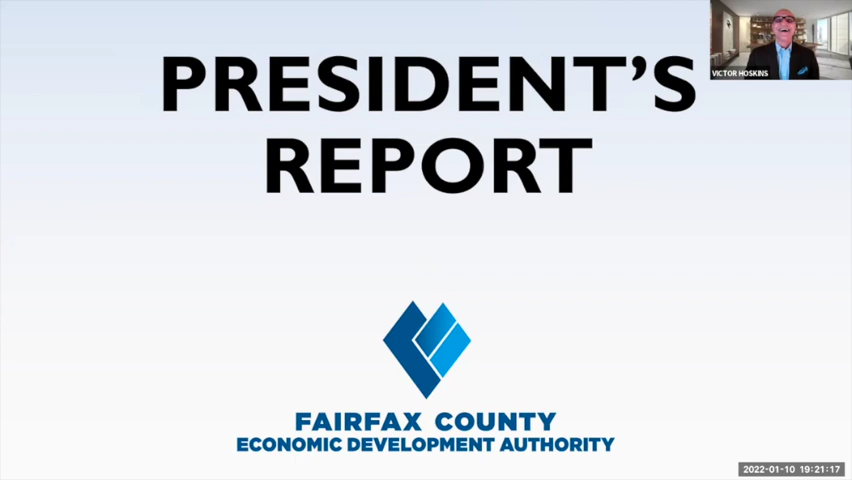 VICTOR HOSKINS
PRESIDENT'S
REPORT
FAIRFAX COUNTY
ECONOMIC DEVELOPMENT AUTHORITY
2022-01-10 19:21:17